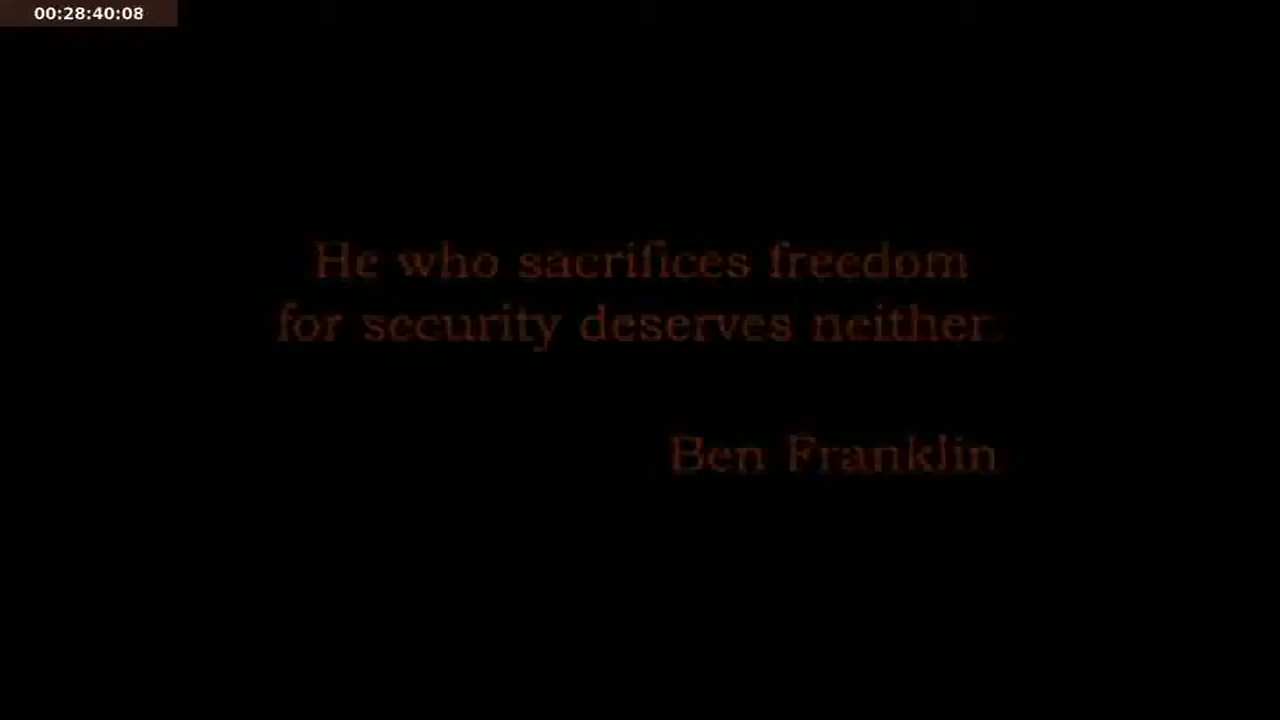 00:28:40:08
He who sacrifices freedom
for security deserves neither.
Ben Franklin